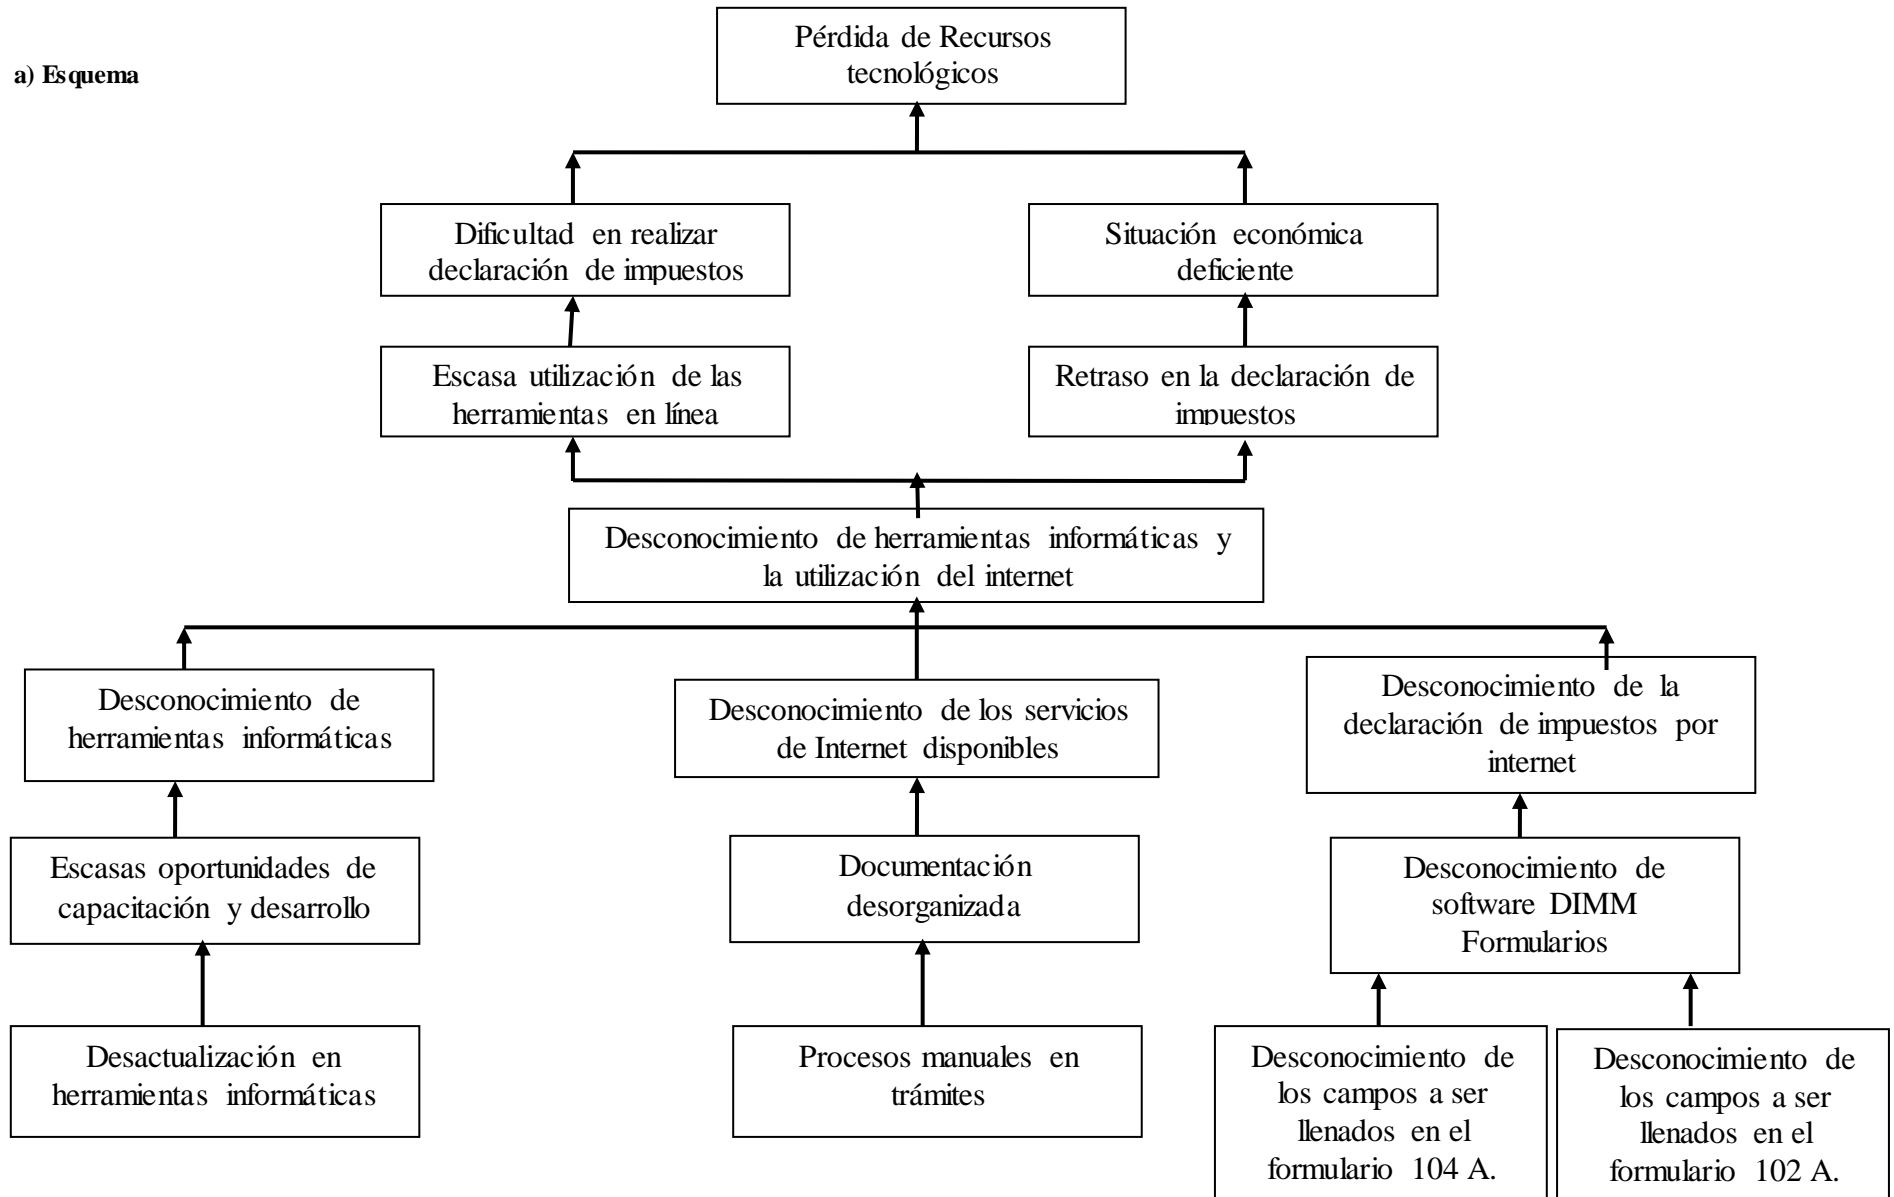 Pérdida de Recursos
tecnológicos
a) Esquema
Dificultad en realizar
declaración de impuestos
Situación económica
deficiente
Escasa utilización de las
herramientas en línea
Retraso en la declaración de
impuestos
Desconocimiento de herramientas informáticas y
la utilización del internet
Desconocimiento de
herramientas informáticas
Desconocimiento de los servicios
de Internet disponibles
Desconocimiento de la
declaración de impuestos por
internet
Escasas oportunidades de
capacitación y desarrollo
Documentación
desorganizada
Desconocimiento de
software DIMM
Formularios
Desactualización en
herramientas informáticas
Procesos manuales en
trámites
Desconocimiento de
los campos a ser
llenados en el
formulario 104 A.
Desconocimiento de
los campos a ser
llenados en el
formulario 102 A.